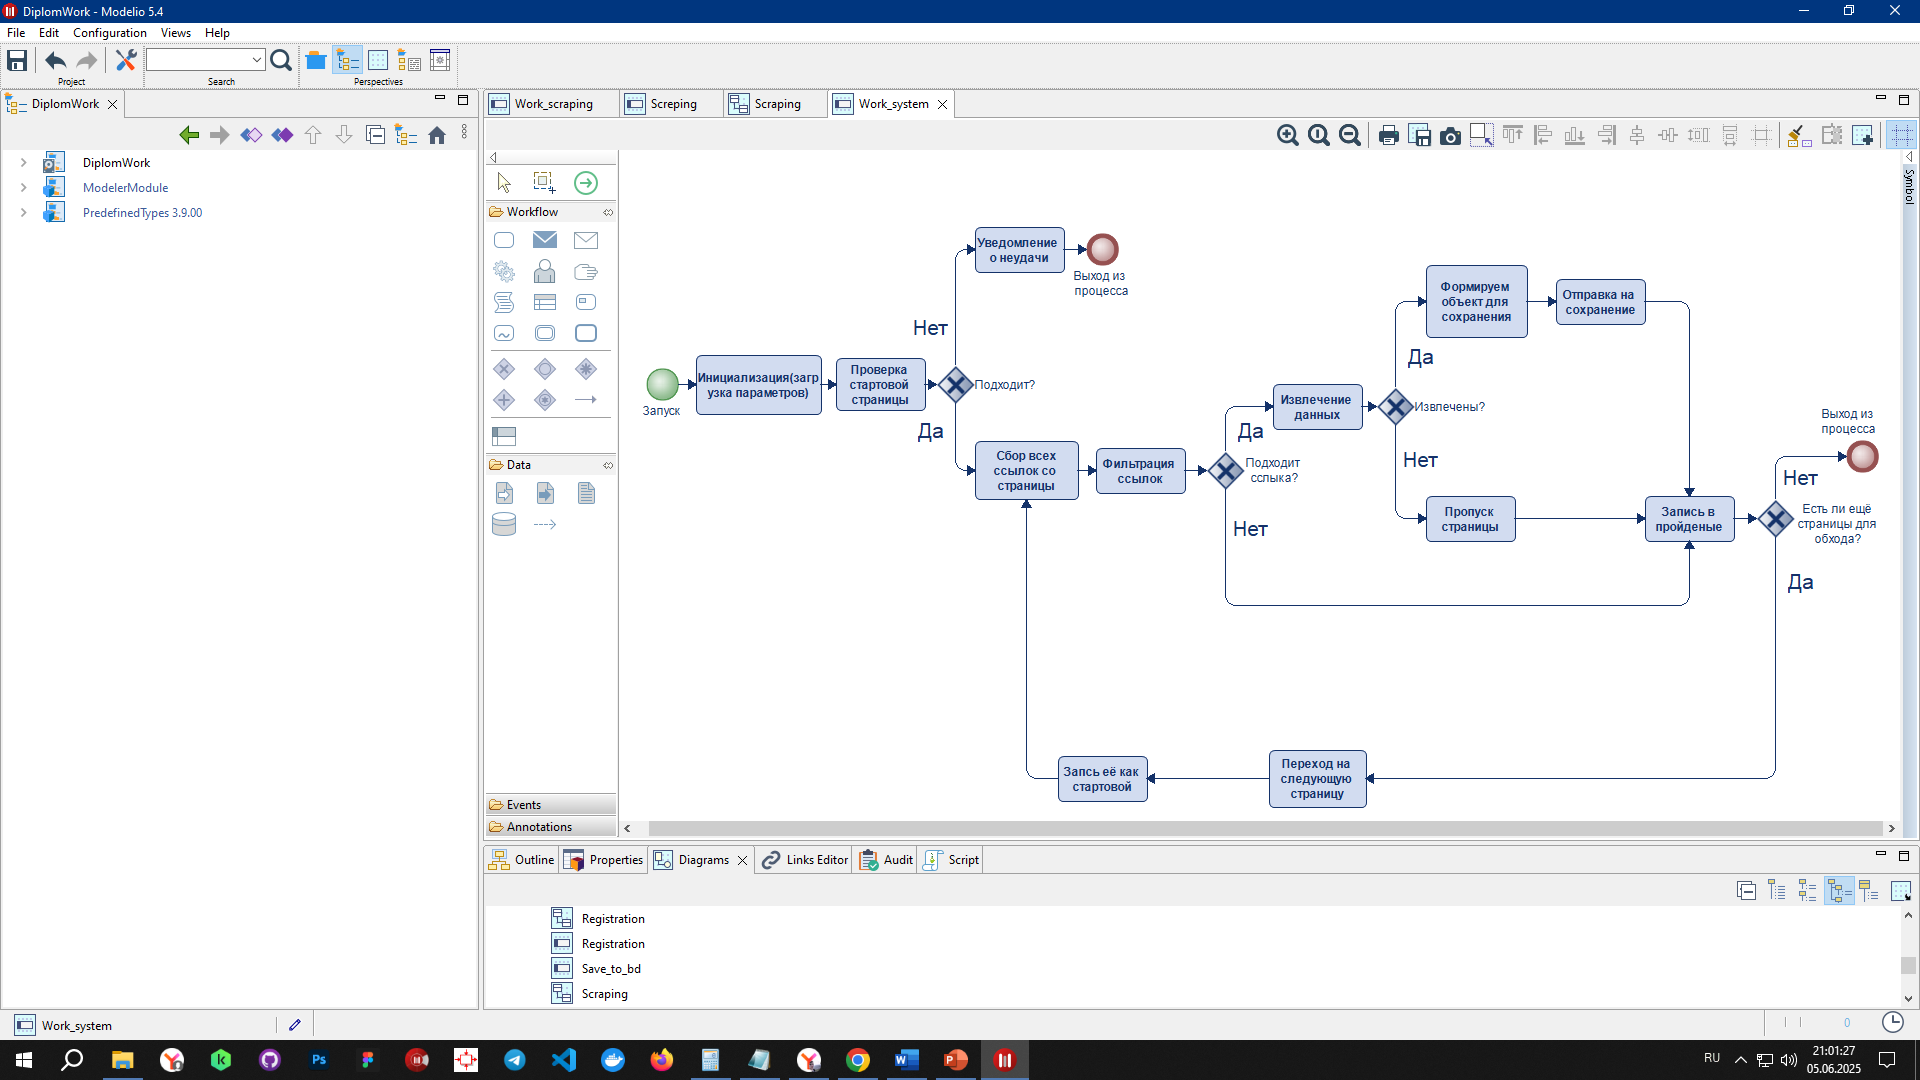 DiplomWork - Modelio 5.4
File Edit Configuration Views Help
Project
Search
Perspectives
DiplomWork
DiplomWork
ModelerModule
PredefinedTypes 3.9.00
Work_scraping
Screping
Scraping
Work_system
Workflow
Data
Events
Annotations
Symbol
Запуск
Инициализация(загр
узка параметров)
Проверка
стартовой
страницы
Подходит?
Нет
Уведомление
о неудачи
Выход из
процесса
Да
Сбор всех
ссылок со
страницы
Фильтрация
ссылок
Подходит
сслыка?
Да
Извлечение
данных
Извлечены?
Да
Формируем
объект для
сохранения
Отправка на
сохранение
Нет
Пропуск
страницы
Нет
Запись в
пройденые
Есть ли ещё
страницы для
обхода?
Нет
Выход из
процесса
Да
Переход на
следующую
страницу
Запсь её как
стартовой
Outline
Properties
Diagrams
Links Editor
Audit
Script
Registration
Registration
Save_to_bd
Scraping
Work_system
0
RU
21:01:27
05.06.2025